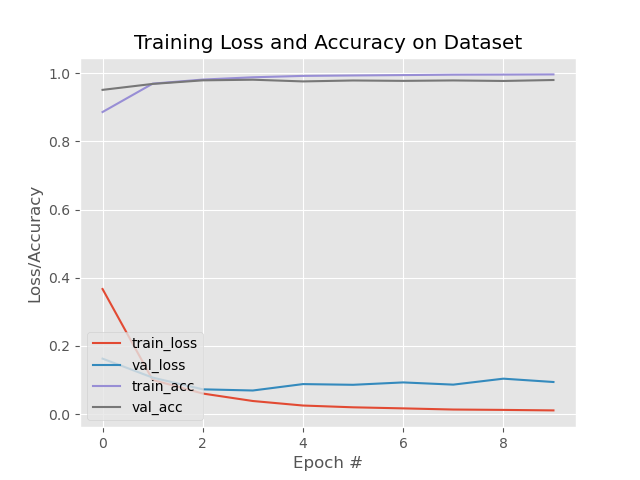 Training Loss and Accuracy on Dataset
1.0
0.8
0.6
0.4
0.2
0.0
Loss/Accuracy
train_loss
val_loss
train_acc
val_acc
0
2
4
6
8
Epoch #